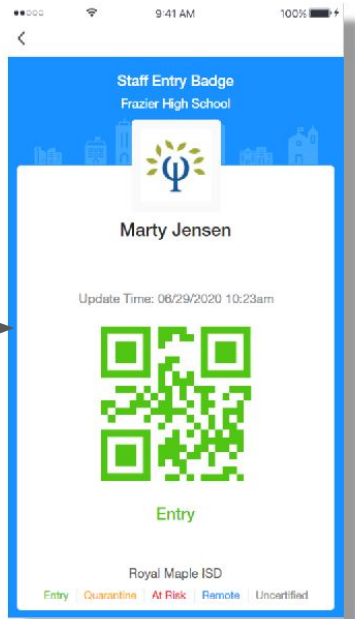 9:41 AM 100%
Staff Entry Badge
Frazier High School
Marty Jensen
Update Time: 06/29/2020 10:23am
Entry
Royal Maple ISD
Entry Quarantine At Risk Remote Uncertified